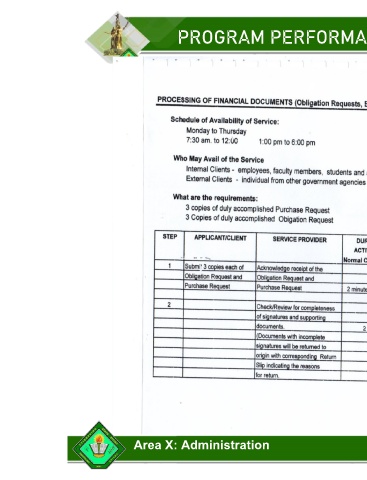 PROGRAM PERFORMA
PROCESSING OF FINANCIAL DOCUMENTS (Obligation Requests,
Schedule of Availability of Service:
Monday to Thursday
7:30 am. to 12:00 1:00 pm to 6:00 pm
Who May Avail of the Service
Internal Clients - employees, faculty members, students and
External Clients - individual from other government agencies
What are the requirements:
3 copies of duly accomplished Purchase Request
3 Copies of duly accomplished Obigation Request
STEP APPLICANT/CLIENT SERVICE PROVIDER DUR
ACTI
Normal C
1 Submit 3 copies each of Acknowledge receipt of the
Obligation Request and Obligation and
Purchase Request Purchase Request 2 minute
2 Check/Review for completeness
of signatures and supporting
documents. 2
(Documents with incomplete
signatures will be returned to
origin with corresponding Return
Slip indicating the reasons
for return.
Area X: Administration